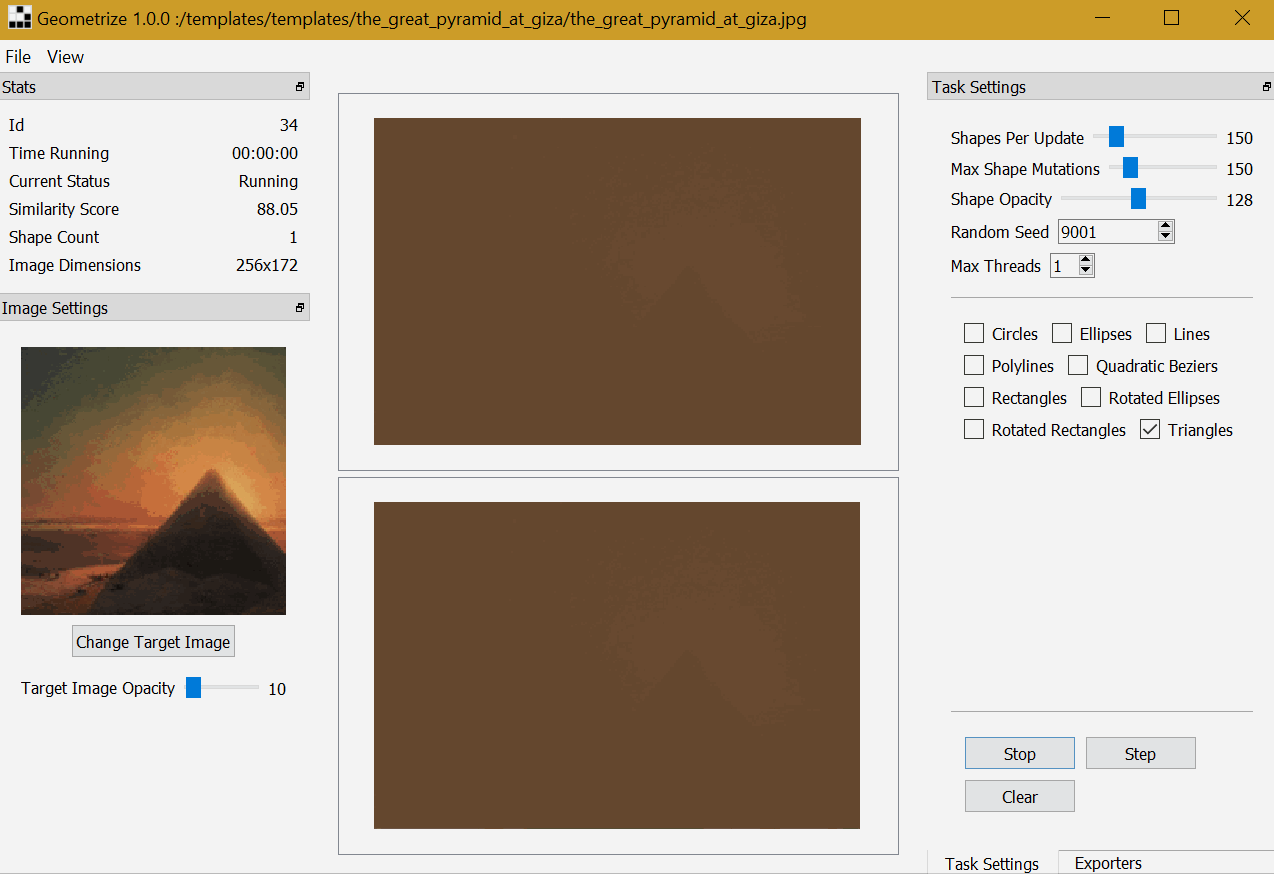 Geometrize 1.0.0 :/templates/templates/the_great_pyramid_at_giza/the_great_pyramid_at_giza.jpg
File View
Stats
Id 34
Time Running 00:00:00
Current Status Running
Similarity Score 88.05
Shape Count 1
Image Dimensions 256x172
Image Settings
Change Target Image
Target Image Opacity 10
Task Settings
Shapes Per Update 150
Max Shape Mutations 150
Shape Opacity 128
Random Seed 9001
Max Threads 1
Circles Ellipses Lines
Polylines Quadratic Beziers
Rectangles Rotated Ellipses
Rotated Rectangles Triangles
Stop Step
Clear
Task Settings Exporters